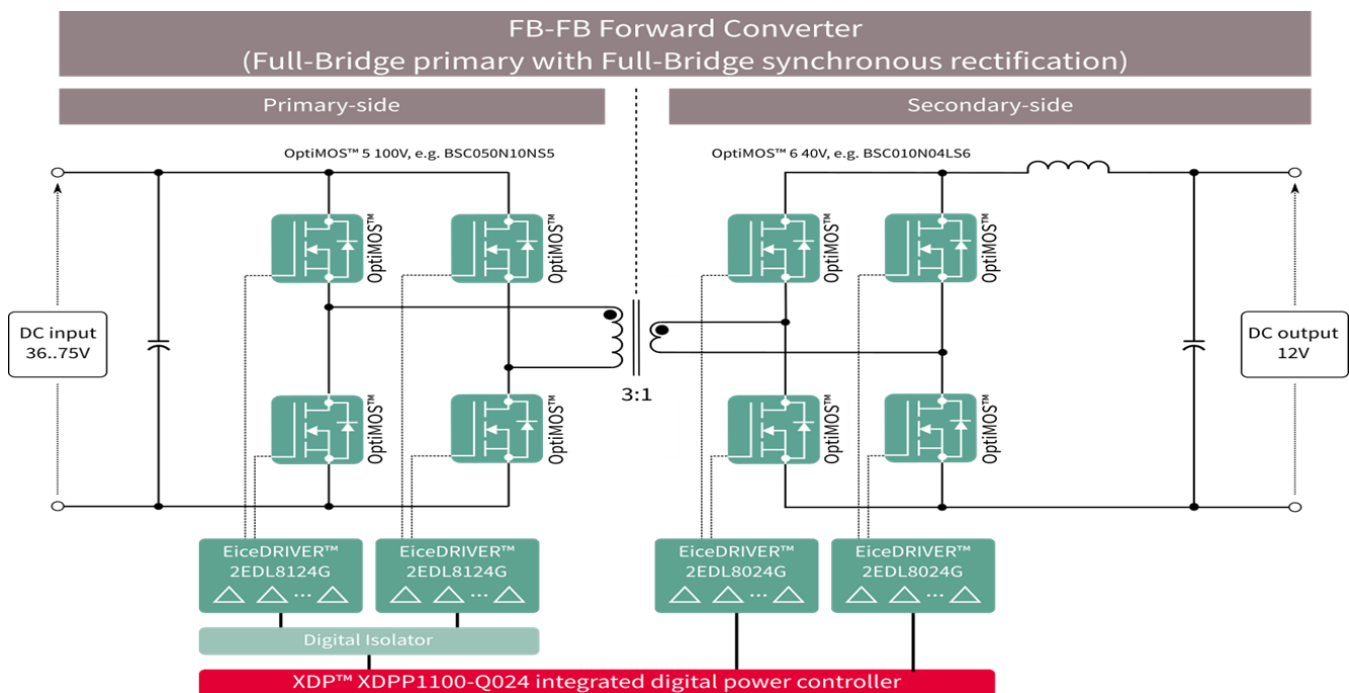 FB-FB Forward Converter
(Full-Bridge primary with Full-Bridge synchronous rectification)
Primary-side
Secondary-side
OptiMOS™ 5 100V, e.g. BSC050N10NS5
OptiMOS™ 6 40V, e.g. BSC010N04LS6
OptiMOS™
OptiMOS™
OptiMOS™
OptiMOS™
DC input
36..75V
3:1
DC output
12V
OptiMOS™
OptiMOS™
OptiMOS™
OptiMOS™
EiceDRIVER™
2EDL8124G
EiceDRIVER™
2EDL8124G
EiceDRIVER™
2EDL8024G
EiceDRIVER™
2EDL8024G
Digital Isolator
XDP™ XDPP1100-Q024 integrated digital power controller